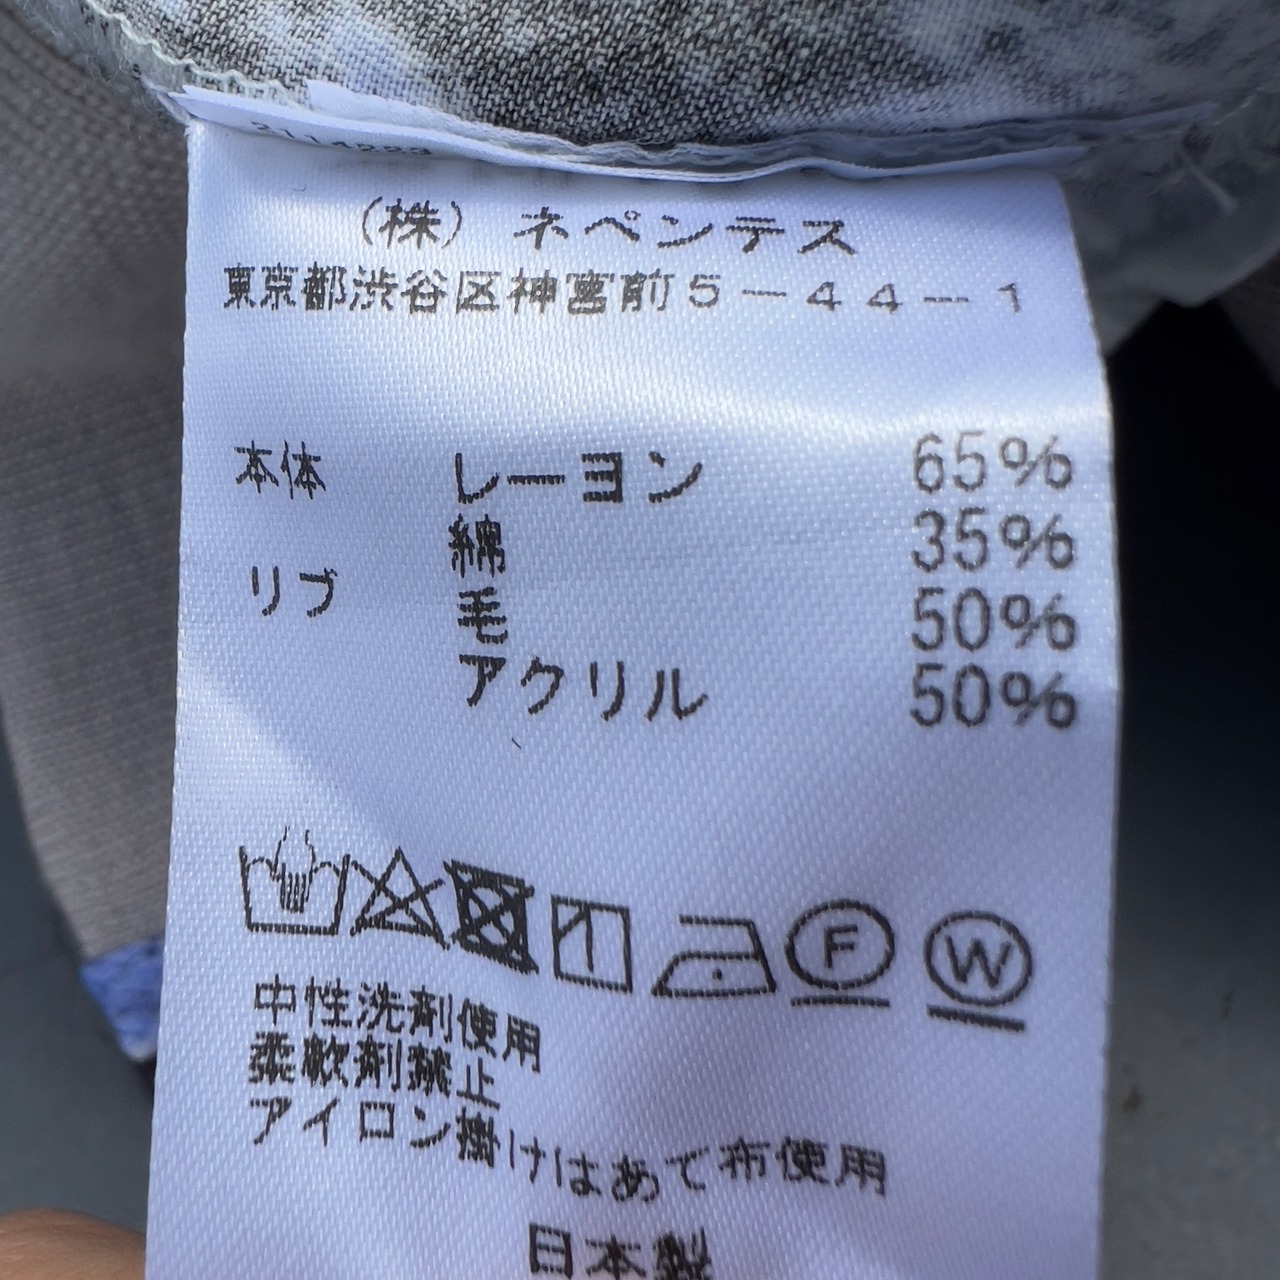 (株) ネペンテス
東京都渋谷区神宮前5-44-1
本体 レーヨン 65%
綿 35%
リブ 毛 50%
アクリル 50%
F W
中性洗剤使用
柔軟剤禁止
アイロン掛けはあて布使用
日本製